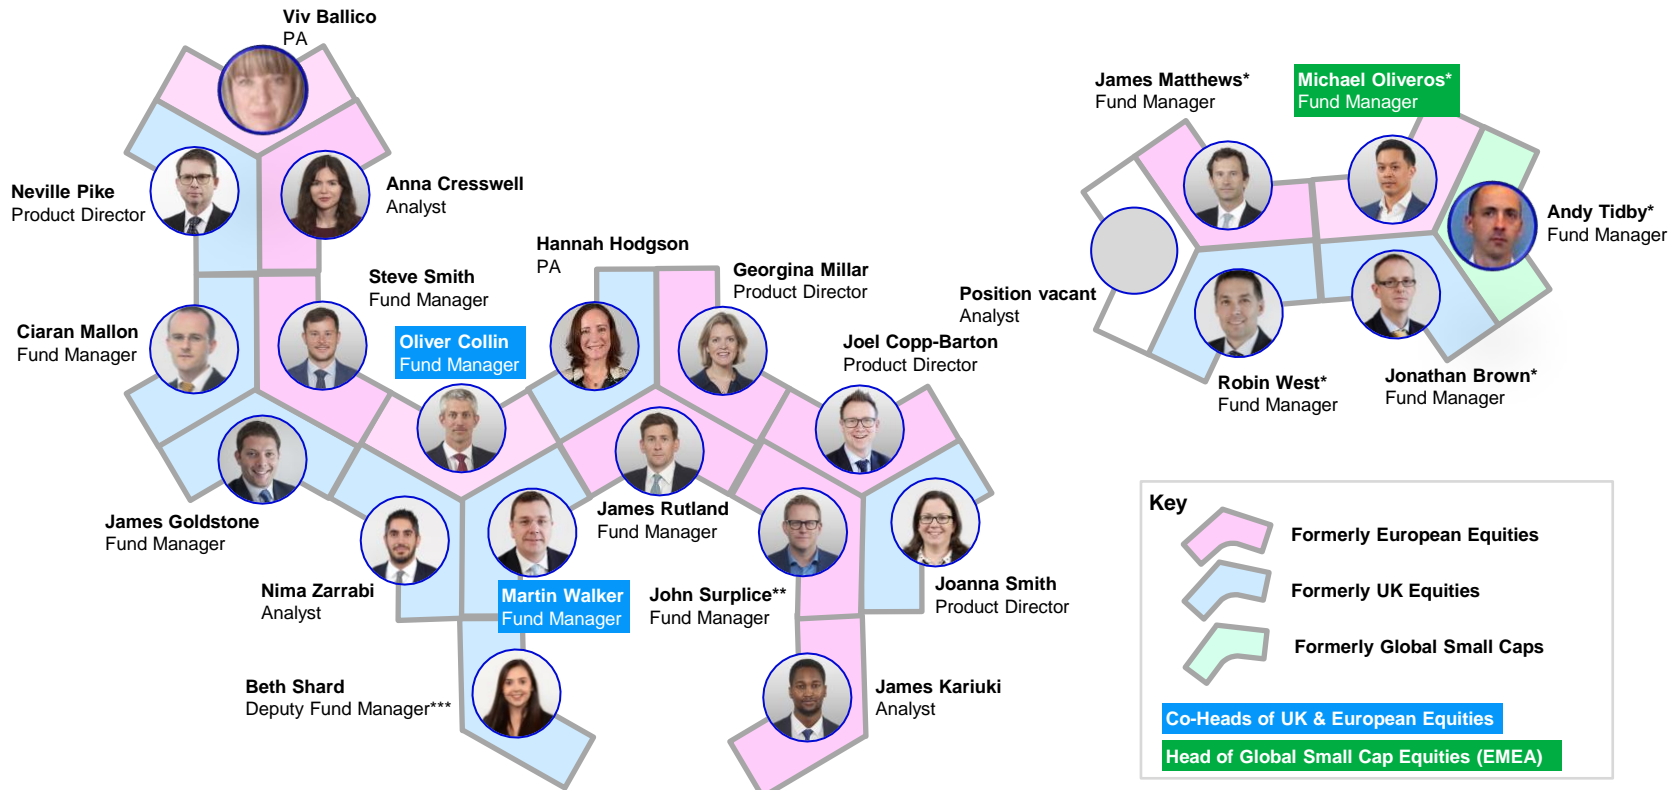 Viv Ballico
PA
Neville Pike
Product Director
Anna Cresswell
Analyst
Hannah Hodgson
PA
Georgina Millar
Product Director
Steve Smith
Fund Manager
Ciaran Mallon
Fund Manager
Oliver Collin
Fund Manager
Joel Copp-Barton
Product Director
James Goldstone
Fund Manager
James Rutland
Fund Manager
Nima Zarrabi
Analyst
Martin Walker
Fund Manager
John Surplice**
Fund Manager
Joanna Smith
Product Director
Beth Shard
Deputy Fund Manager***
James Kariuki
Analyst
James Matthews*
Fund Manager
Michael Oliveros*
Fund Manager
Andy Tidby*
Fund Manager
Position vacant
Analyst
Robin West*
Fund Manager
Jonathan Brown*
Fund Manager
Key
Formerly European Equities
Formerly UK Equities
Formerly Global Small Caps
Co-Heads of UK & European Equities
Head of Global Small Cap Equities (EMEA)